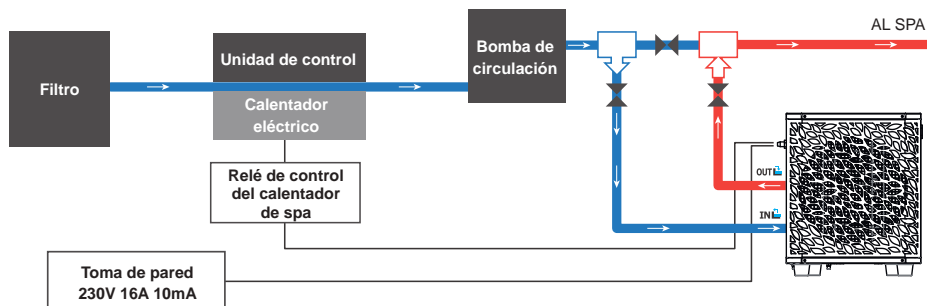 AL SPA
Filtro
Unidad de control
Calentador
eléctrico
Bomba de
circulación
Relé de control
del calentador
de spa
OUT
IN
Toma de pared
230V 16A 10mA